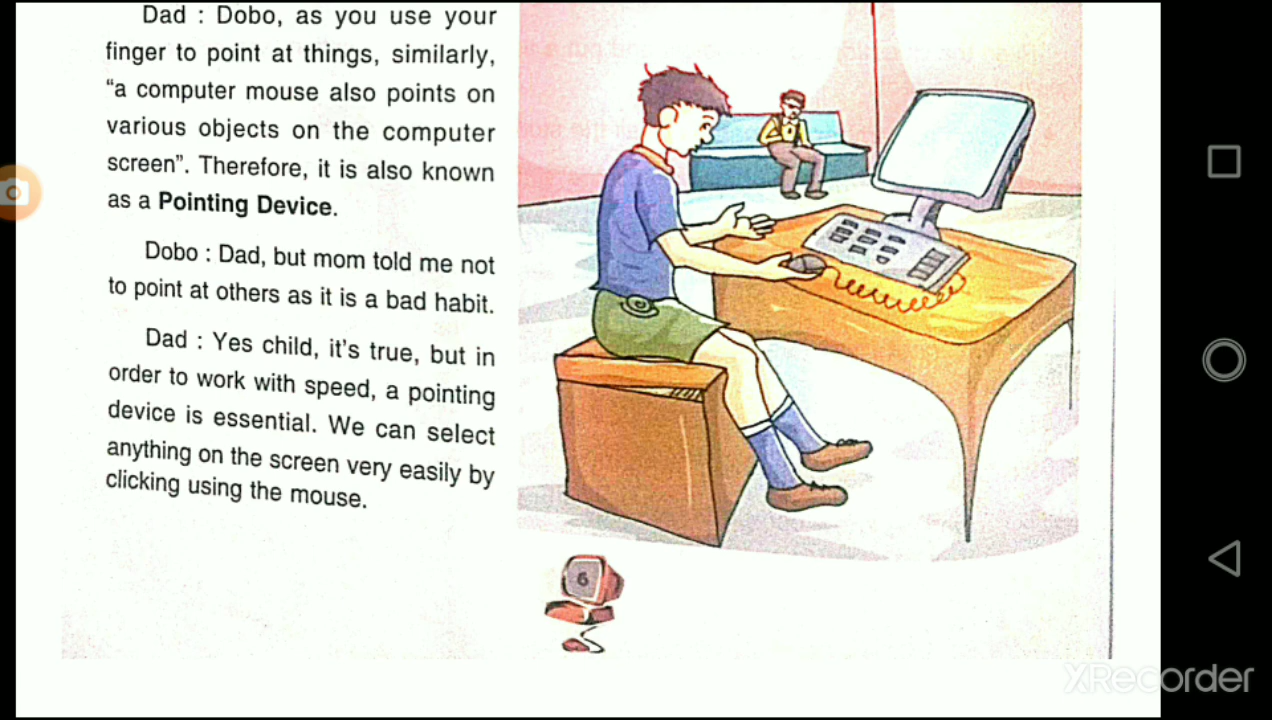 Dad : Dobo, as you use your
finger to point at things, similarly,
“a computer mouse also points on
various objects on the computer
screen”. Therefore, it is also known
as a Pointing Device.
Dobo : Dad, but mom told me not
to point at others as it is a bad habit.
Dad : Yes child, it's true, but in
order to work with speed, a pointing
device is essential. We can select
anything on the screen very easily by
clicking using the mouse.
6
XRecorder